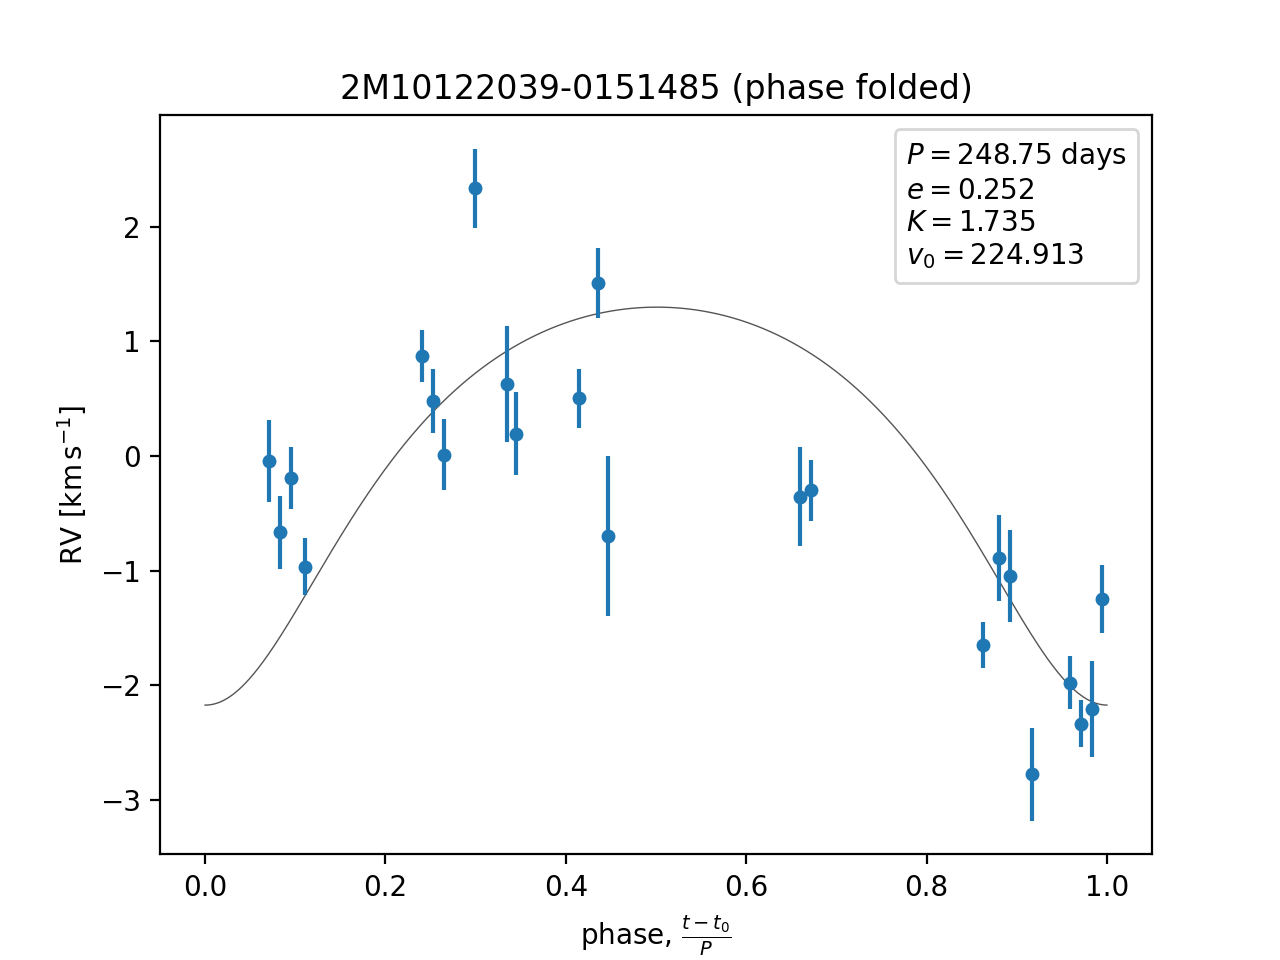 2M10122039-0151485 (phase folded)
P = 248.75 days
e = 0.252
K = 1.735
v₀ = 224.913
2
1
0
−1
−2
−3
RV [km s⁻¹]
0.0 0.2 0.4 0.6 0.8 1.0
phase, (t − t₀)/P